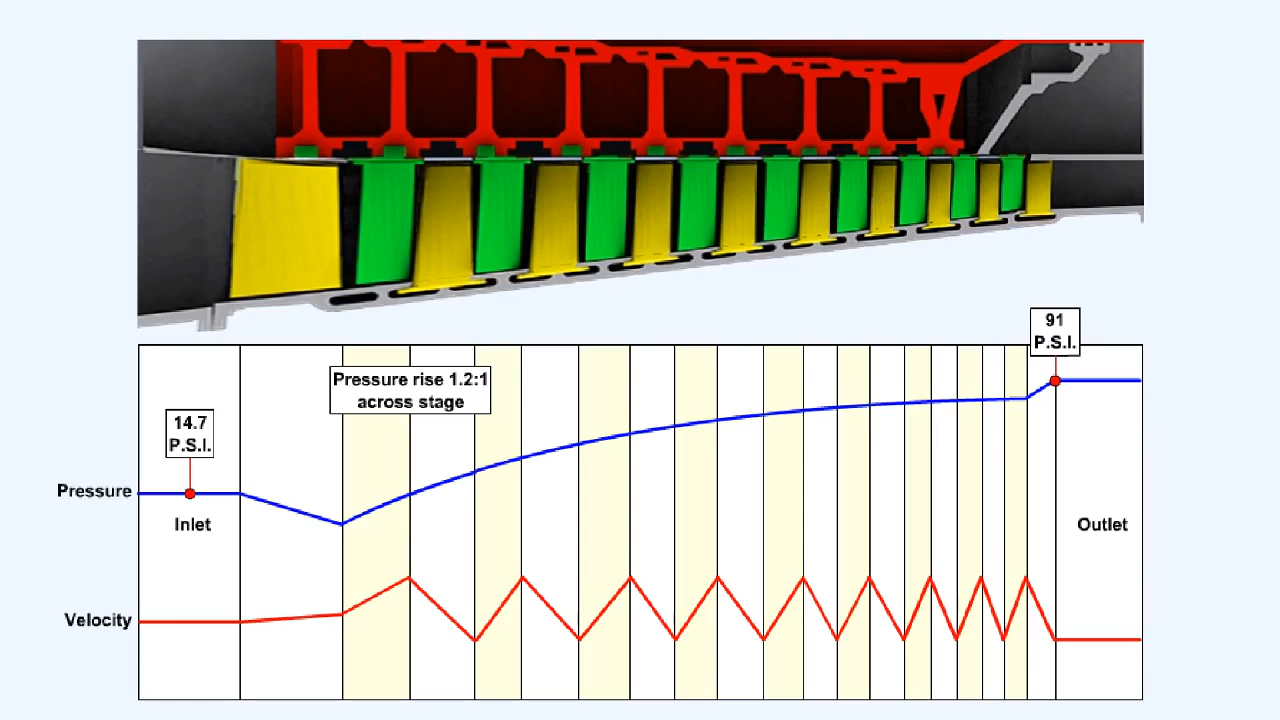 91
P.S.I.
Pressure rise 1.2:1
across stage
14.7
P.S.I.
Pressure
Inlet
Outlet
Velocity